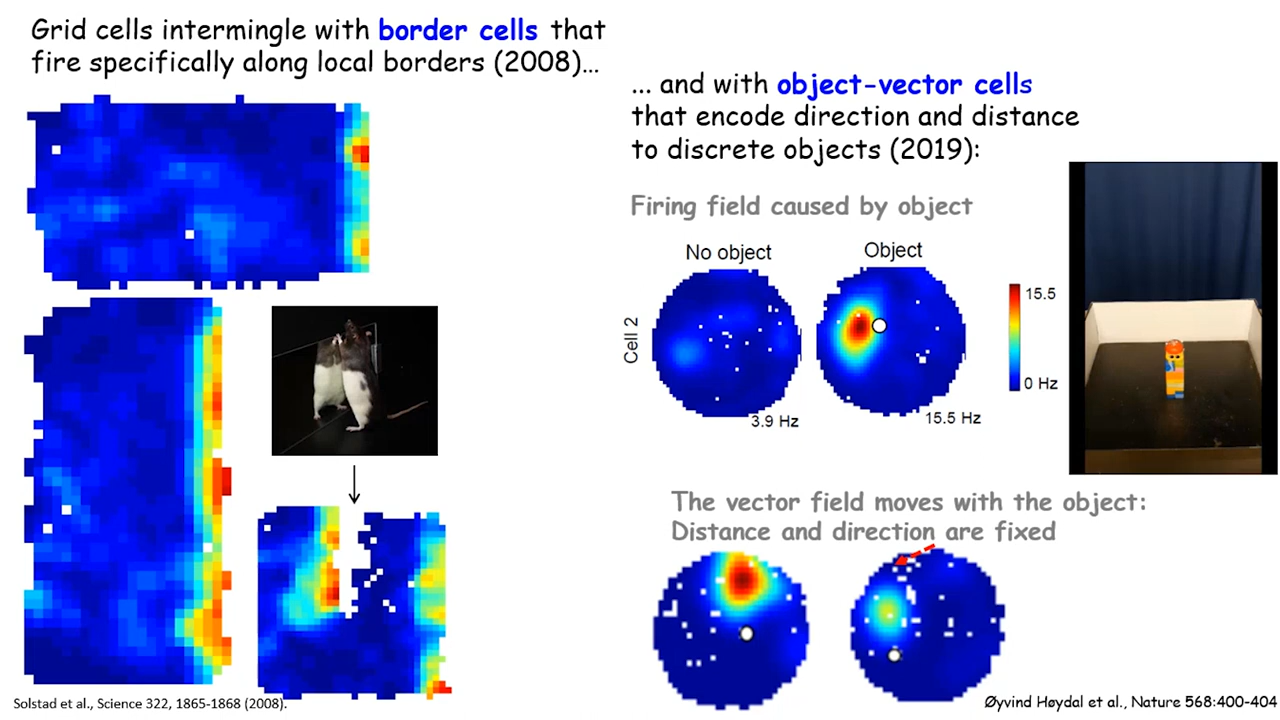 Grid cells intermingle with border cells that
fire specifically along local borders (2008)…
... and with object-vector cells
that encode direction and distance
to discrete objects (2019):
Firing field caused by object
No object
Object
Cell 2
15.5
0 Hz
3.9 Hz
15.5 Hz
The vector field moves with the object:
Distance and direction are fixed
Solstad et al., Science 322, 1865-1868 (2008).
Øyvind Høydal et al., Nature 568:400-404